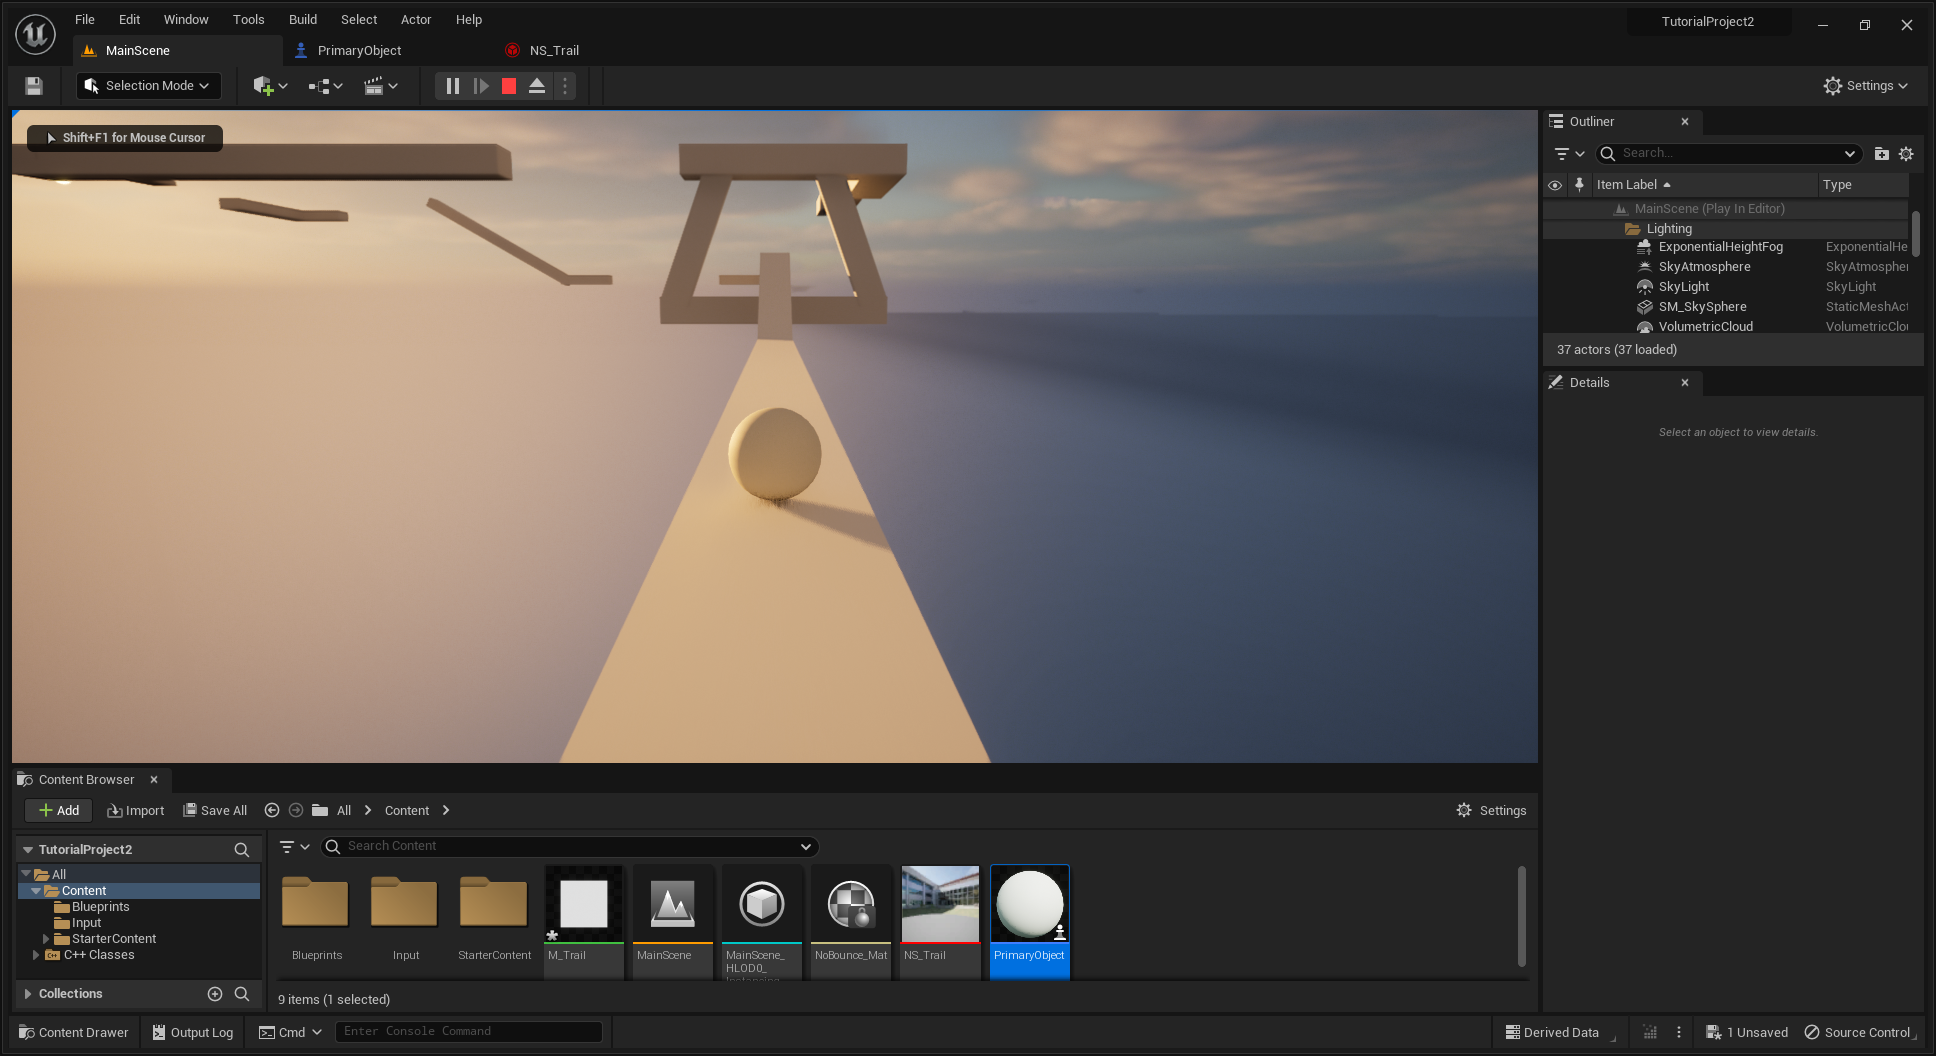 File Edit Window Tools Build Select Actor Help
TutorialProject2
MainScene
PrimaryObject
NS_Trail
Selection Mode
Settings
Shift+F1 for Mouse Cursor
Outliner
Search...
Item Label
Type
MainScene (Play In Editor)
Lighting
ExponentialHeightFog ExponentialHe
SkyAtmosphere SkyAtmospher
SkyLight SkyLight
SM_SkySphere StaticMeshAct
VolumetricCloud VolumetricClou
37 actors (37 loaded)
Details
Select an object to view details.
Content Browser
Add
Import
Save All
All
Content
Settings
TutorialProject2
Search Content
All
Content
Blueprints
Input
StarterContent
C++ Classes
Blueprints
Input
StarterContent
M_Trail
MainScene
MainScene_
HLOD0_
Instancing
NoBounce_Mat
NS_Trail
PrimaryObject
Collections
9 items (1 selected)
Content Drawer
Output Log
Cmd
Enter Console Command
Derived Data
1 Unsaved
Source Control